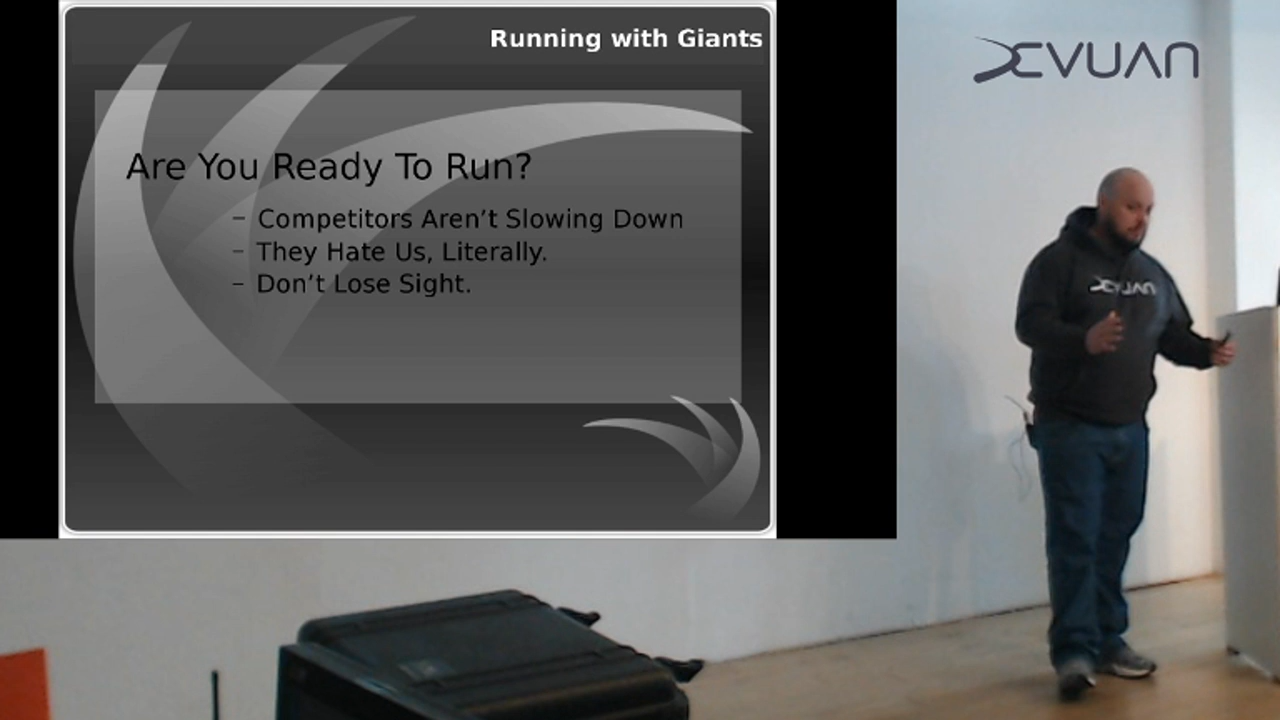 Running with Giants
DEVUAN
Are You Ready To Run?
– Competitors Aren’t Slowing Down
– They Hate Us, Literally.
– Don’t Lose Sight.
DEVUAN